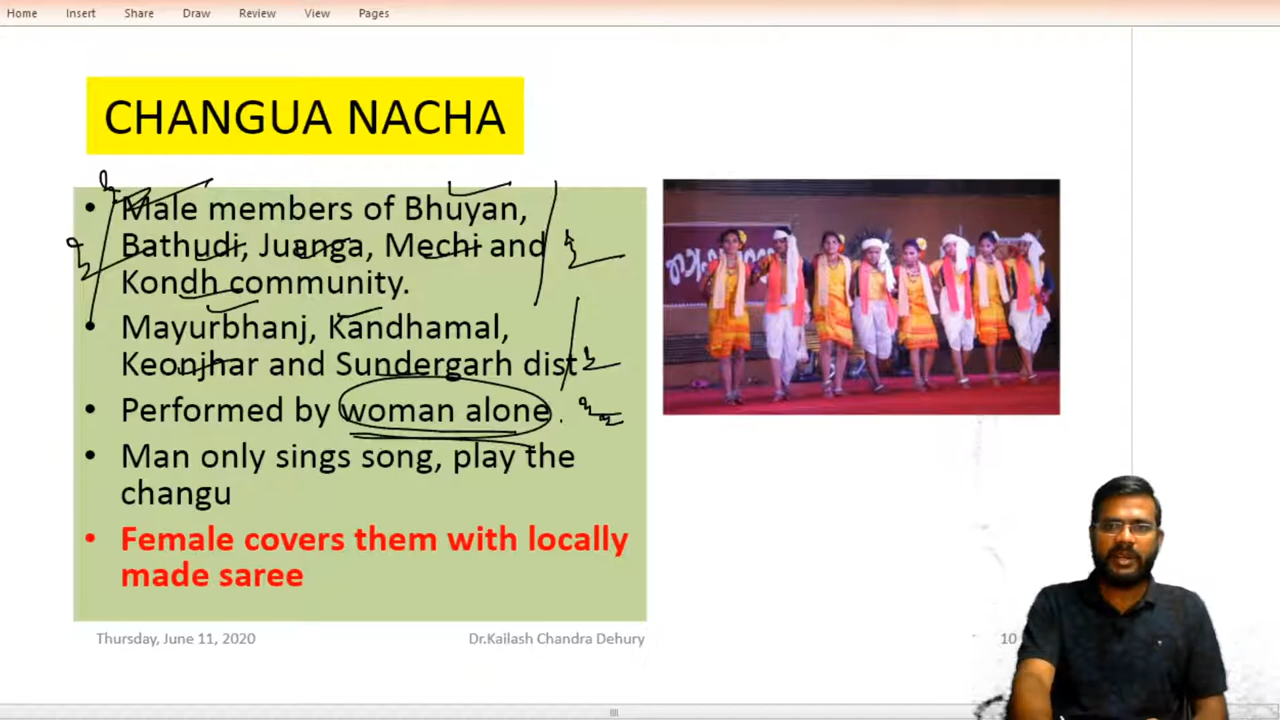 Home Insert Share Draw Review View Pages
CHANGUA NACHA
• Male members of Bhuyan,
Bathudi, Juanga, Mechi and
Kondh community.
• Mayurbhanj, Kandhamal,
Keonjhar and Sundergarh dist
• Performed by woman alone.
• Man only sings song, play the
changu
• Female covers them with locally
made saree
Thursday, June 11, 2020 Dr.Kailash Chandra Dehury 10